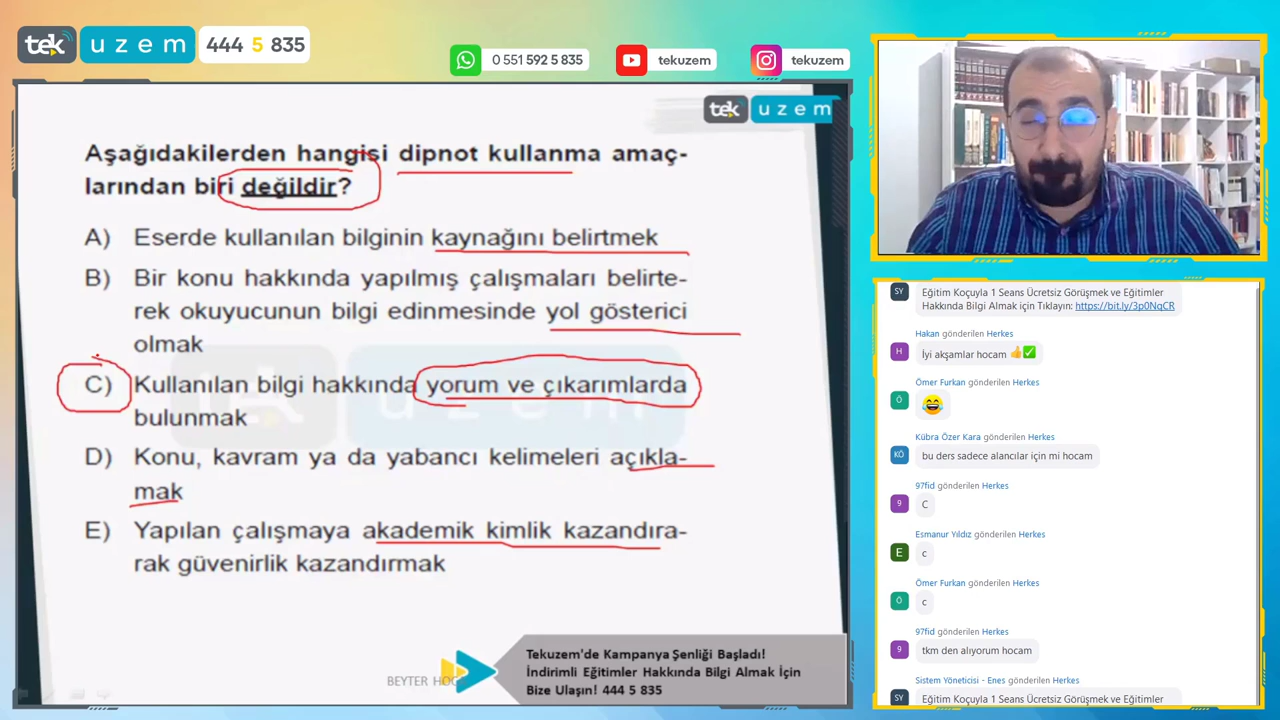 tek uzem 444 5 835
0 551 592 5 835
tekuzem
tekuzem
tek uzem
Aşağıdakilerden hangisi dipnot kullanma amaç-
larından biri değildir?
A) Eserde kullanılan bilginin kaynağını belirtmek
B) Bir konu hakkında yapılmış çalışmaları belirte-
rek okuyucunun bilgi edinmesinde yol gösterici
olmak
C) Kullanılan bilgi hakkında yorum ve çıkarımlarda
bulunmak
D) Konu, kavram ya da yabancı kelimeleri açıkla-
mak
E) Yapılan çalışmaya akademik kimlik kazandıra-
rak güvenirlik kazandırmak
tek uzem
BEYTER HOC
Tekuzem'de Kampanya Şenliği Başladı!
İndirimli Eğitimler Hakkında Bilgi Almak İçin
Bize Ulaşın! 444 5 835
SY
Eğitim Koçuyla 1 Seans Ücretsiz Görüşmek ve Eğitimler
Hakkında Bilgi Almak için Tıklayın: https://bit.ly/3p0NqCR
Hakan gönderilen Herkes
H
İyi akşamlar hocam 👍✅
Ömer Furkan gönderilen Herkes
Ö
😂
Kübra Özer Kara gönderilen Herkes
KÖ
bu ders sadece alancılar için mi hocam
97fid gönderilen Herkes
9
C
Esmanur Yıldız gönderilen Herkes
E
c
Ömer Furkan gönderilen Herkes
Ö
c
97fid gönderilen Herkes
9
tkm den alıyorum hocam
Sistem Yöneticisi - Enes gönderilen Herkes
SY
Eğitim Koçuyla 1 Seans Ücretsiz Görüşmek ve Eğitimler